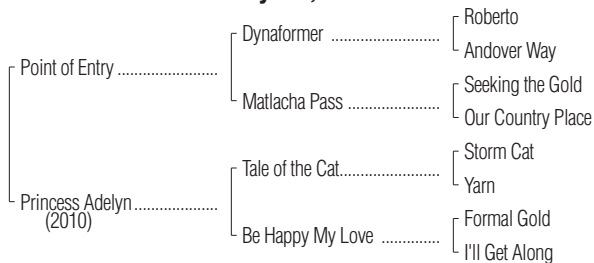 Roberto
Dynaformer ....................
Andover Way
Point of Entry ....................
Seeking the Gold
Matlacha Pass ....................
Our Country Place
Storm Cat
Tale of the Cat....................
Yarn
Princess Adelyn....................
(2010)
Formal Gold
Be Happy My Love ..............
I'll Get Along